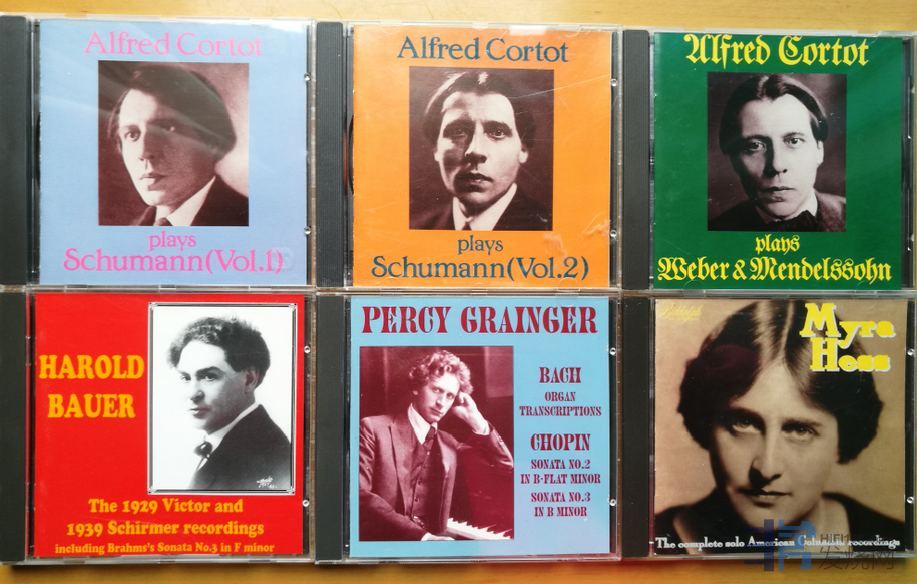 Alfred Cortot
plays
Schumann(Vol.1)
Alfred Cortot
plays
Schumann(Vol.2)
Alfred Cortot
plays
Weber & Mendelssohn
HAROLD
BAUER
The 1929 Victor and
1939 Schirmer recordings
including Brahms's Sonata No.3 in F minor
PERCY GRAINGER
BACH
ORGAN
TRANSCRIPTIONS
CHOPIN
SONATA NO.2
IN B-FLAT MINOR
SONATA NO.3
IN B MINOR
Myra
Hess
The complete solo American Columbia recordings